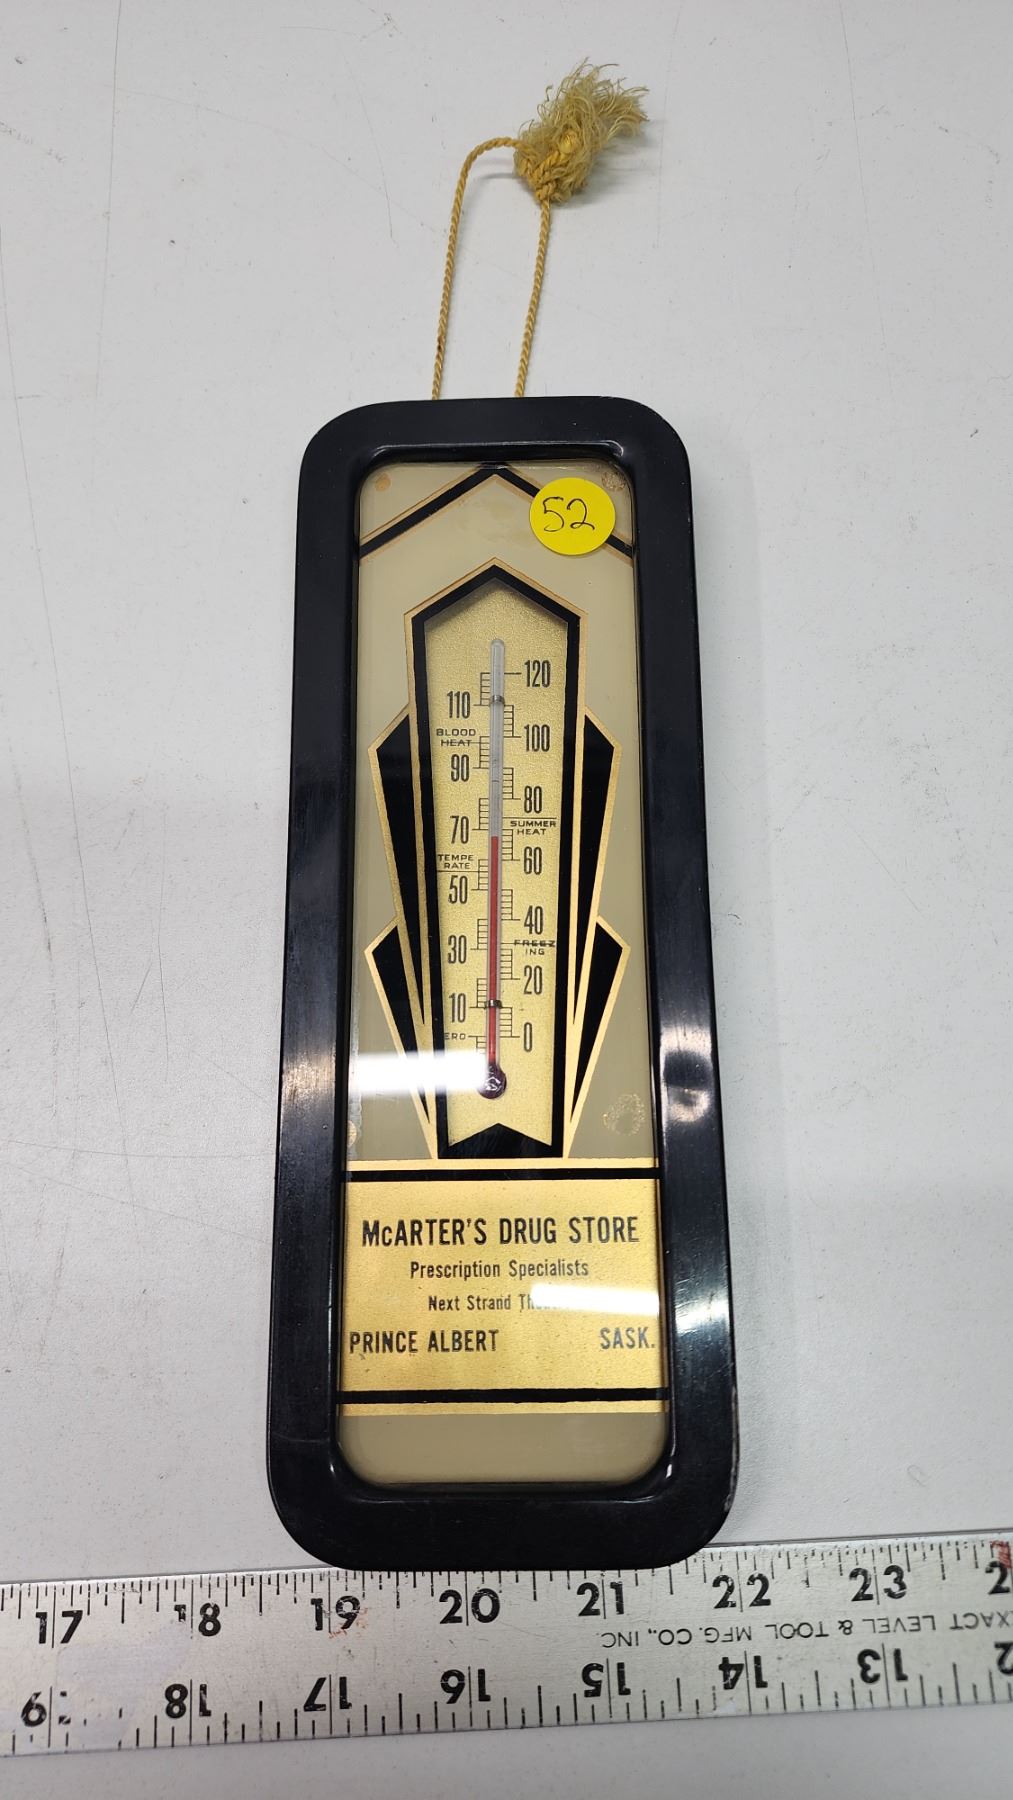 52
120
110
BLOOD
HEAT
100
90
80
SUMMER
HEAT
70
TEMPE
RATE
60
50
40
FREEZ
ING
30
20
10
0
McARTER'S DRUG STORE
Prescription Specialists
Next Strand
PRINCE ALBERT SASK.
17 18 19 20 21 22 23
EXACT LEVEL & TOOL MFG. CO., INC.
18 17 16 15 14 13